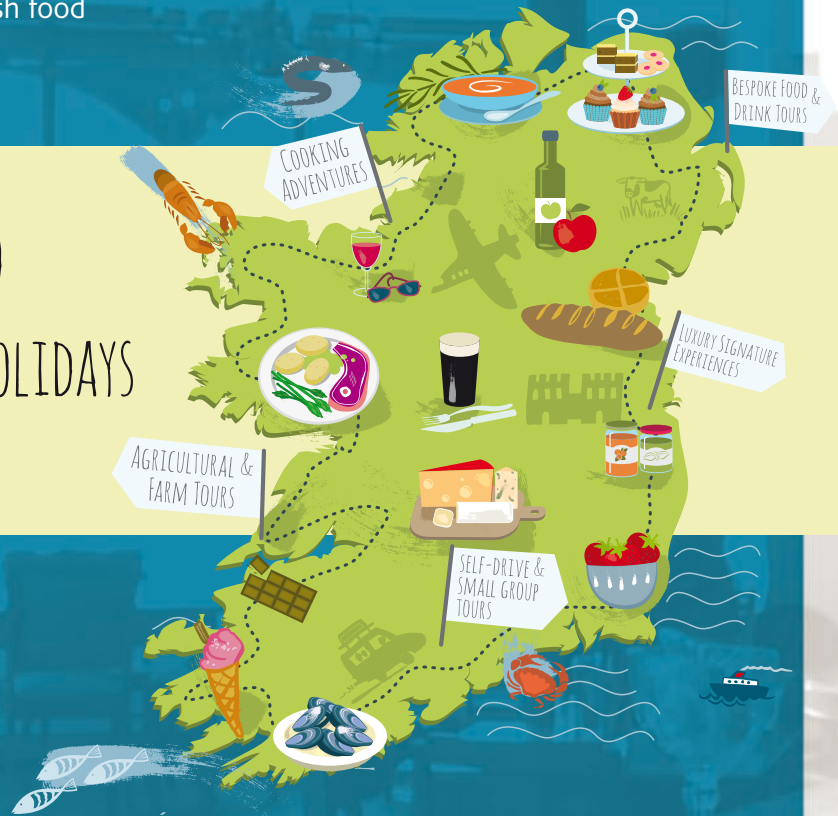 sh food
BESPOKE FOOD &
DRINK TOURS
COOKING
ADVENTURES
OLIDAYS
LUXURY SIGNATURE
EXPERIENCES
AGRICULTURAL &
FARM TOURS
SELF-DRIVE &
SMALL GROUP
TOURS